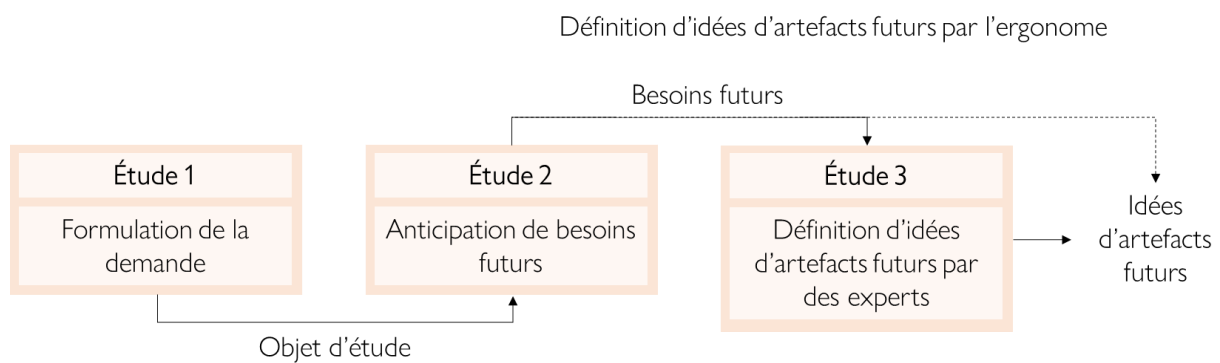 Définition d’idées d’artefacts futurs par l’ergonome
Besoins futurs
Étude 1
Formulation de la
demande
Objet d’étude
Étude 2
Anticipation de besoins
futurs
Étude 3
Définition d’idées
d’artefacts futurs par
des experts
Idées
d’artefacts
futurs